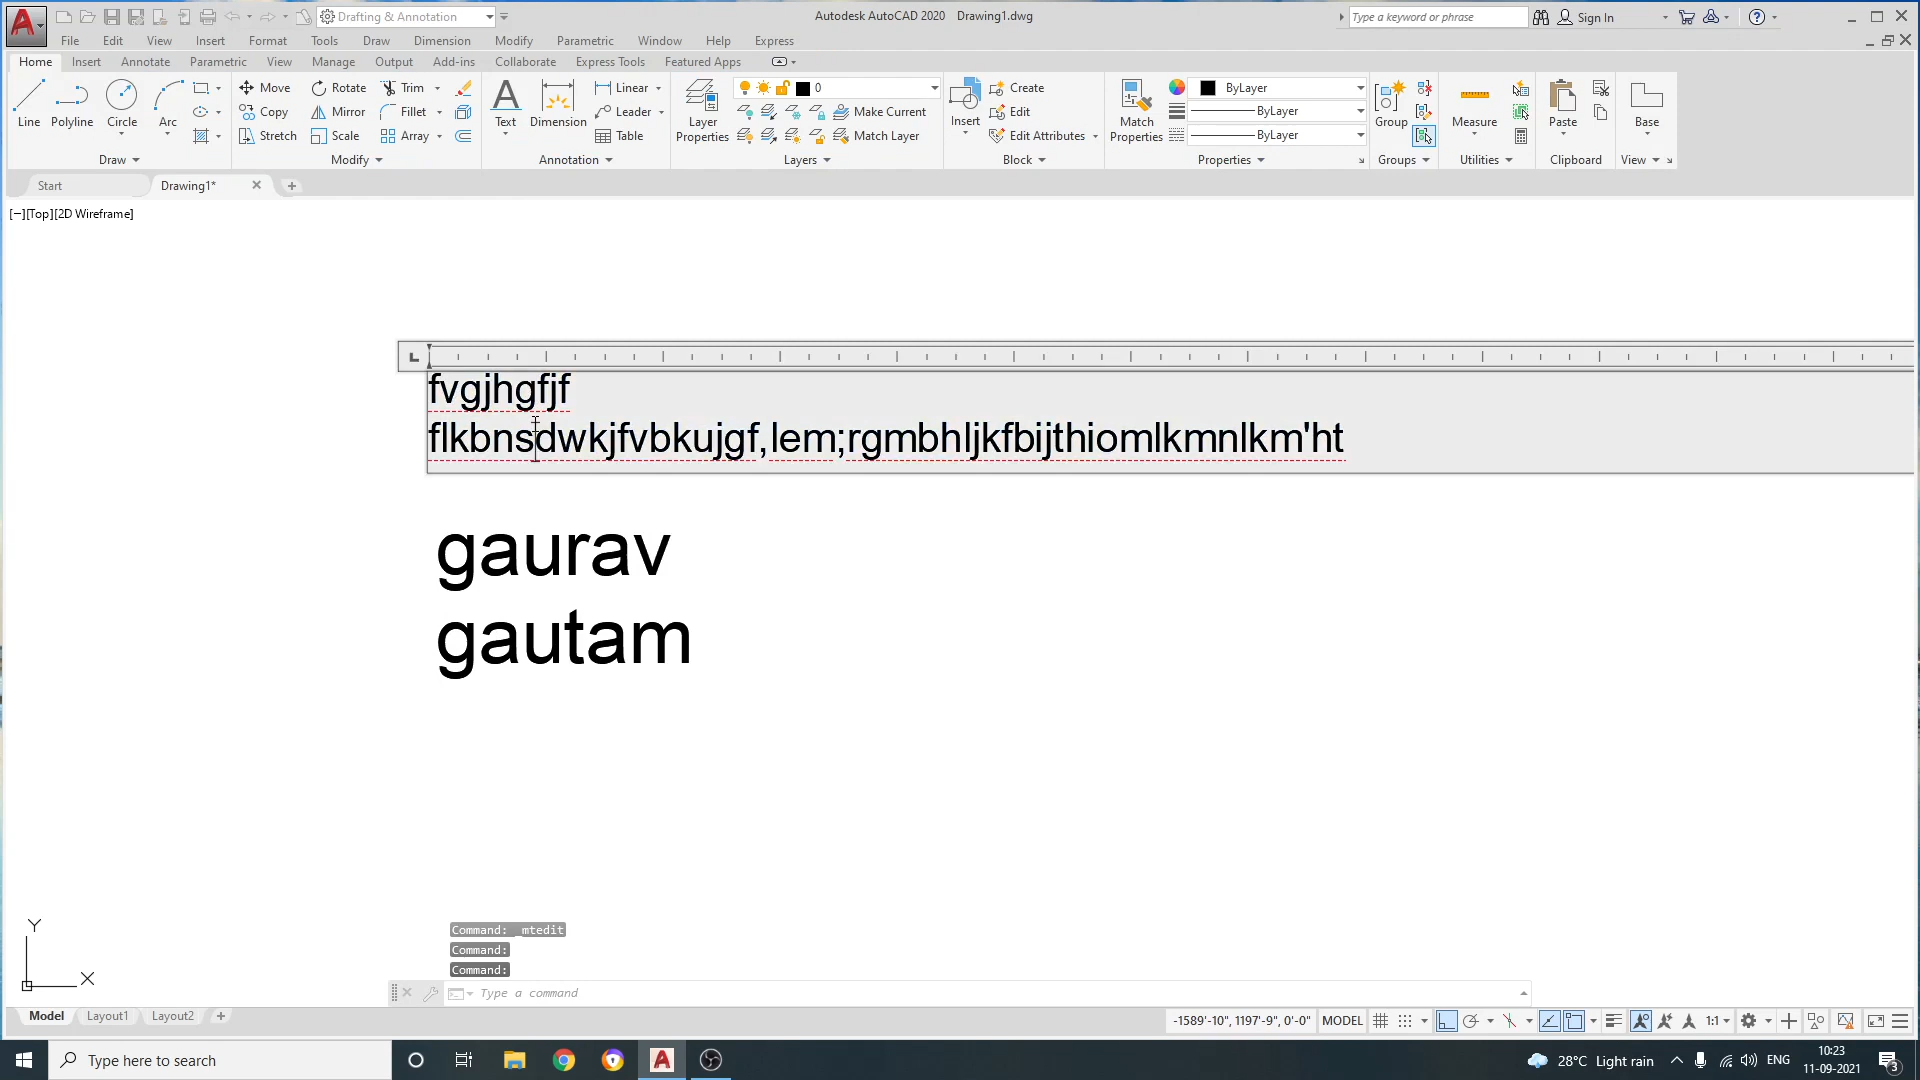 Drafting & Annotation
Autodesk AutoCAD 2020 Drawing1.dwg
Type a keyword or phrase
Sign In
File Edit View Insert Format Tools Draw Dimension Modify Parametric Window Help Express
Home Insert Annotate Parametric View Manage Output Add-ins Collaborate Express Tools Featured Apps
Line Polyline Circle Arc
Move Rotate Trim
Copy Mirror Fillet
Stretch Scale Array
Text Dimension
Linear
Leader
Table
Layer Properties
0
Make Current
Match Layer
Insert
Create
Edit
Edit Attributes
Match Properties
ByLayer
ByLayer
ByLayer
Group
Measure
Paste
Base
Draw Modify Annotation Layers Block Properties Groups Utilities Clipboard View
Start Drawing1*
[−][Top][2D Wireframe]
fvgjhgfjf
flkbnsdwkjfvbkujgf,lem;rgmbhljkfbijthiomlkmnlkm'ht
gaurav
gautam
Y
X
Command: _mtedit
Command:
Command:
Type a command
Model Layout1 Layout2
-1589'-10", 1197'-9", 0'-0" MODEL 1:1
Type here to search
28°C Light rain ENG 10:23
11-09-2021
3